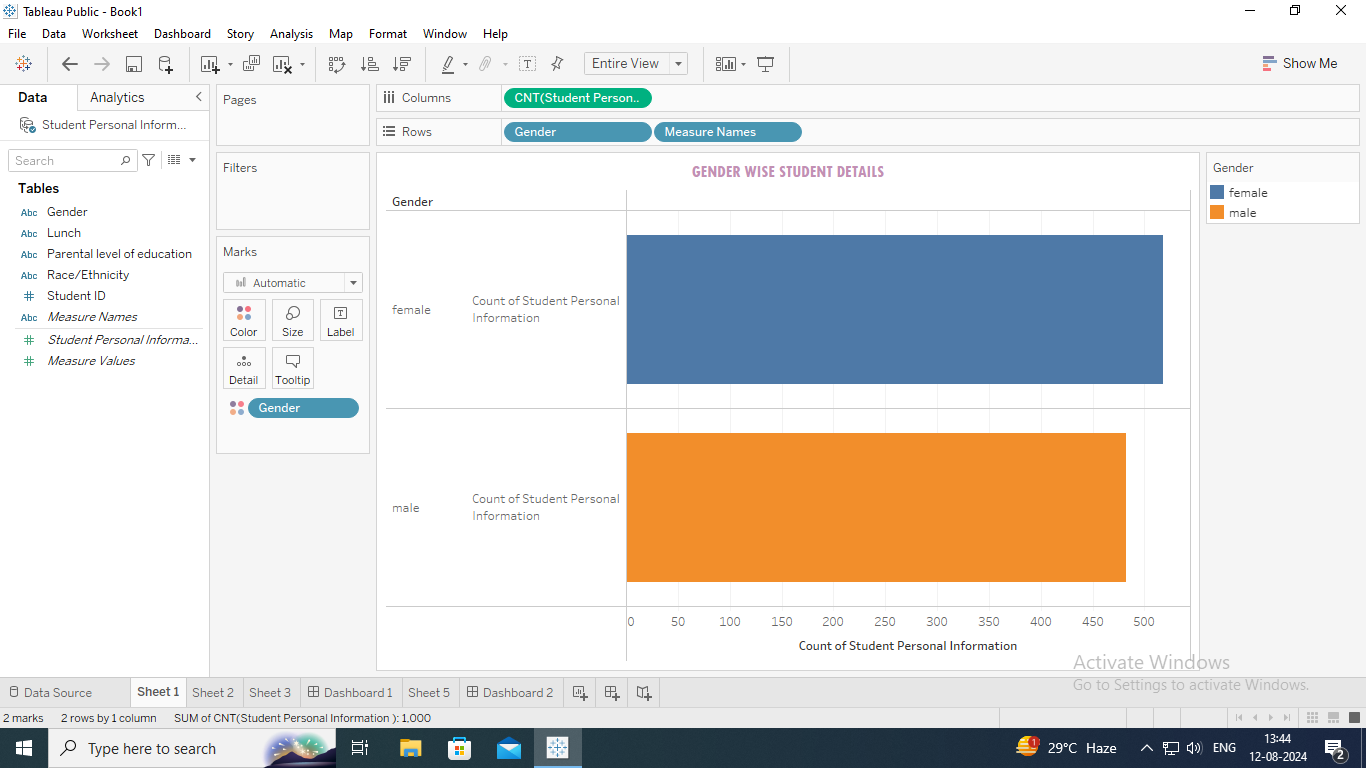 Tableau Public - Book1
File Data Worksheet Dashboard Story Analysis Map Format Window Help
Entire View
Show Me
Data Analytics
Student Personal Inform...
Search
Tables
Abc Gender
Abc Lunch
Abc Parental level of education
Abc Race/Ethnicity
# Student ID
Abc Measure Names
# Student Personal Informa...
# Measure Values
Pages
Filters
Marks
Automatic
Color Size Label
Detail Tooltip
Gender
Columns CNT(Student Person..
Rows Gender Measure Names
GENDER WISE STUDENT DETAILS
Gender
female Count of Student Personal
Information
male Count of Student Personal
Information
0 50 100 150 200 250 300 350 400 450 500
Count of Student Personal Information
Gender
female
male
Activate Windows
Go to Settings to activate Windows.
Data Source Sheet 1 Sheet 2 Sheet 3 Dashboard 1 Sheet 5 Dashboard 2
2 marks 2 rows by 1 column SUM of CNT(Student Personal Information ): 1,000
Type here to search
1 29°C Haze ENG 13:44
12-08-2024
2